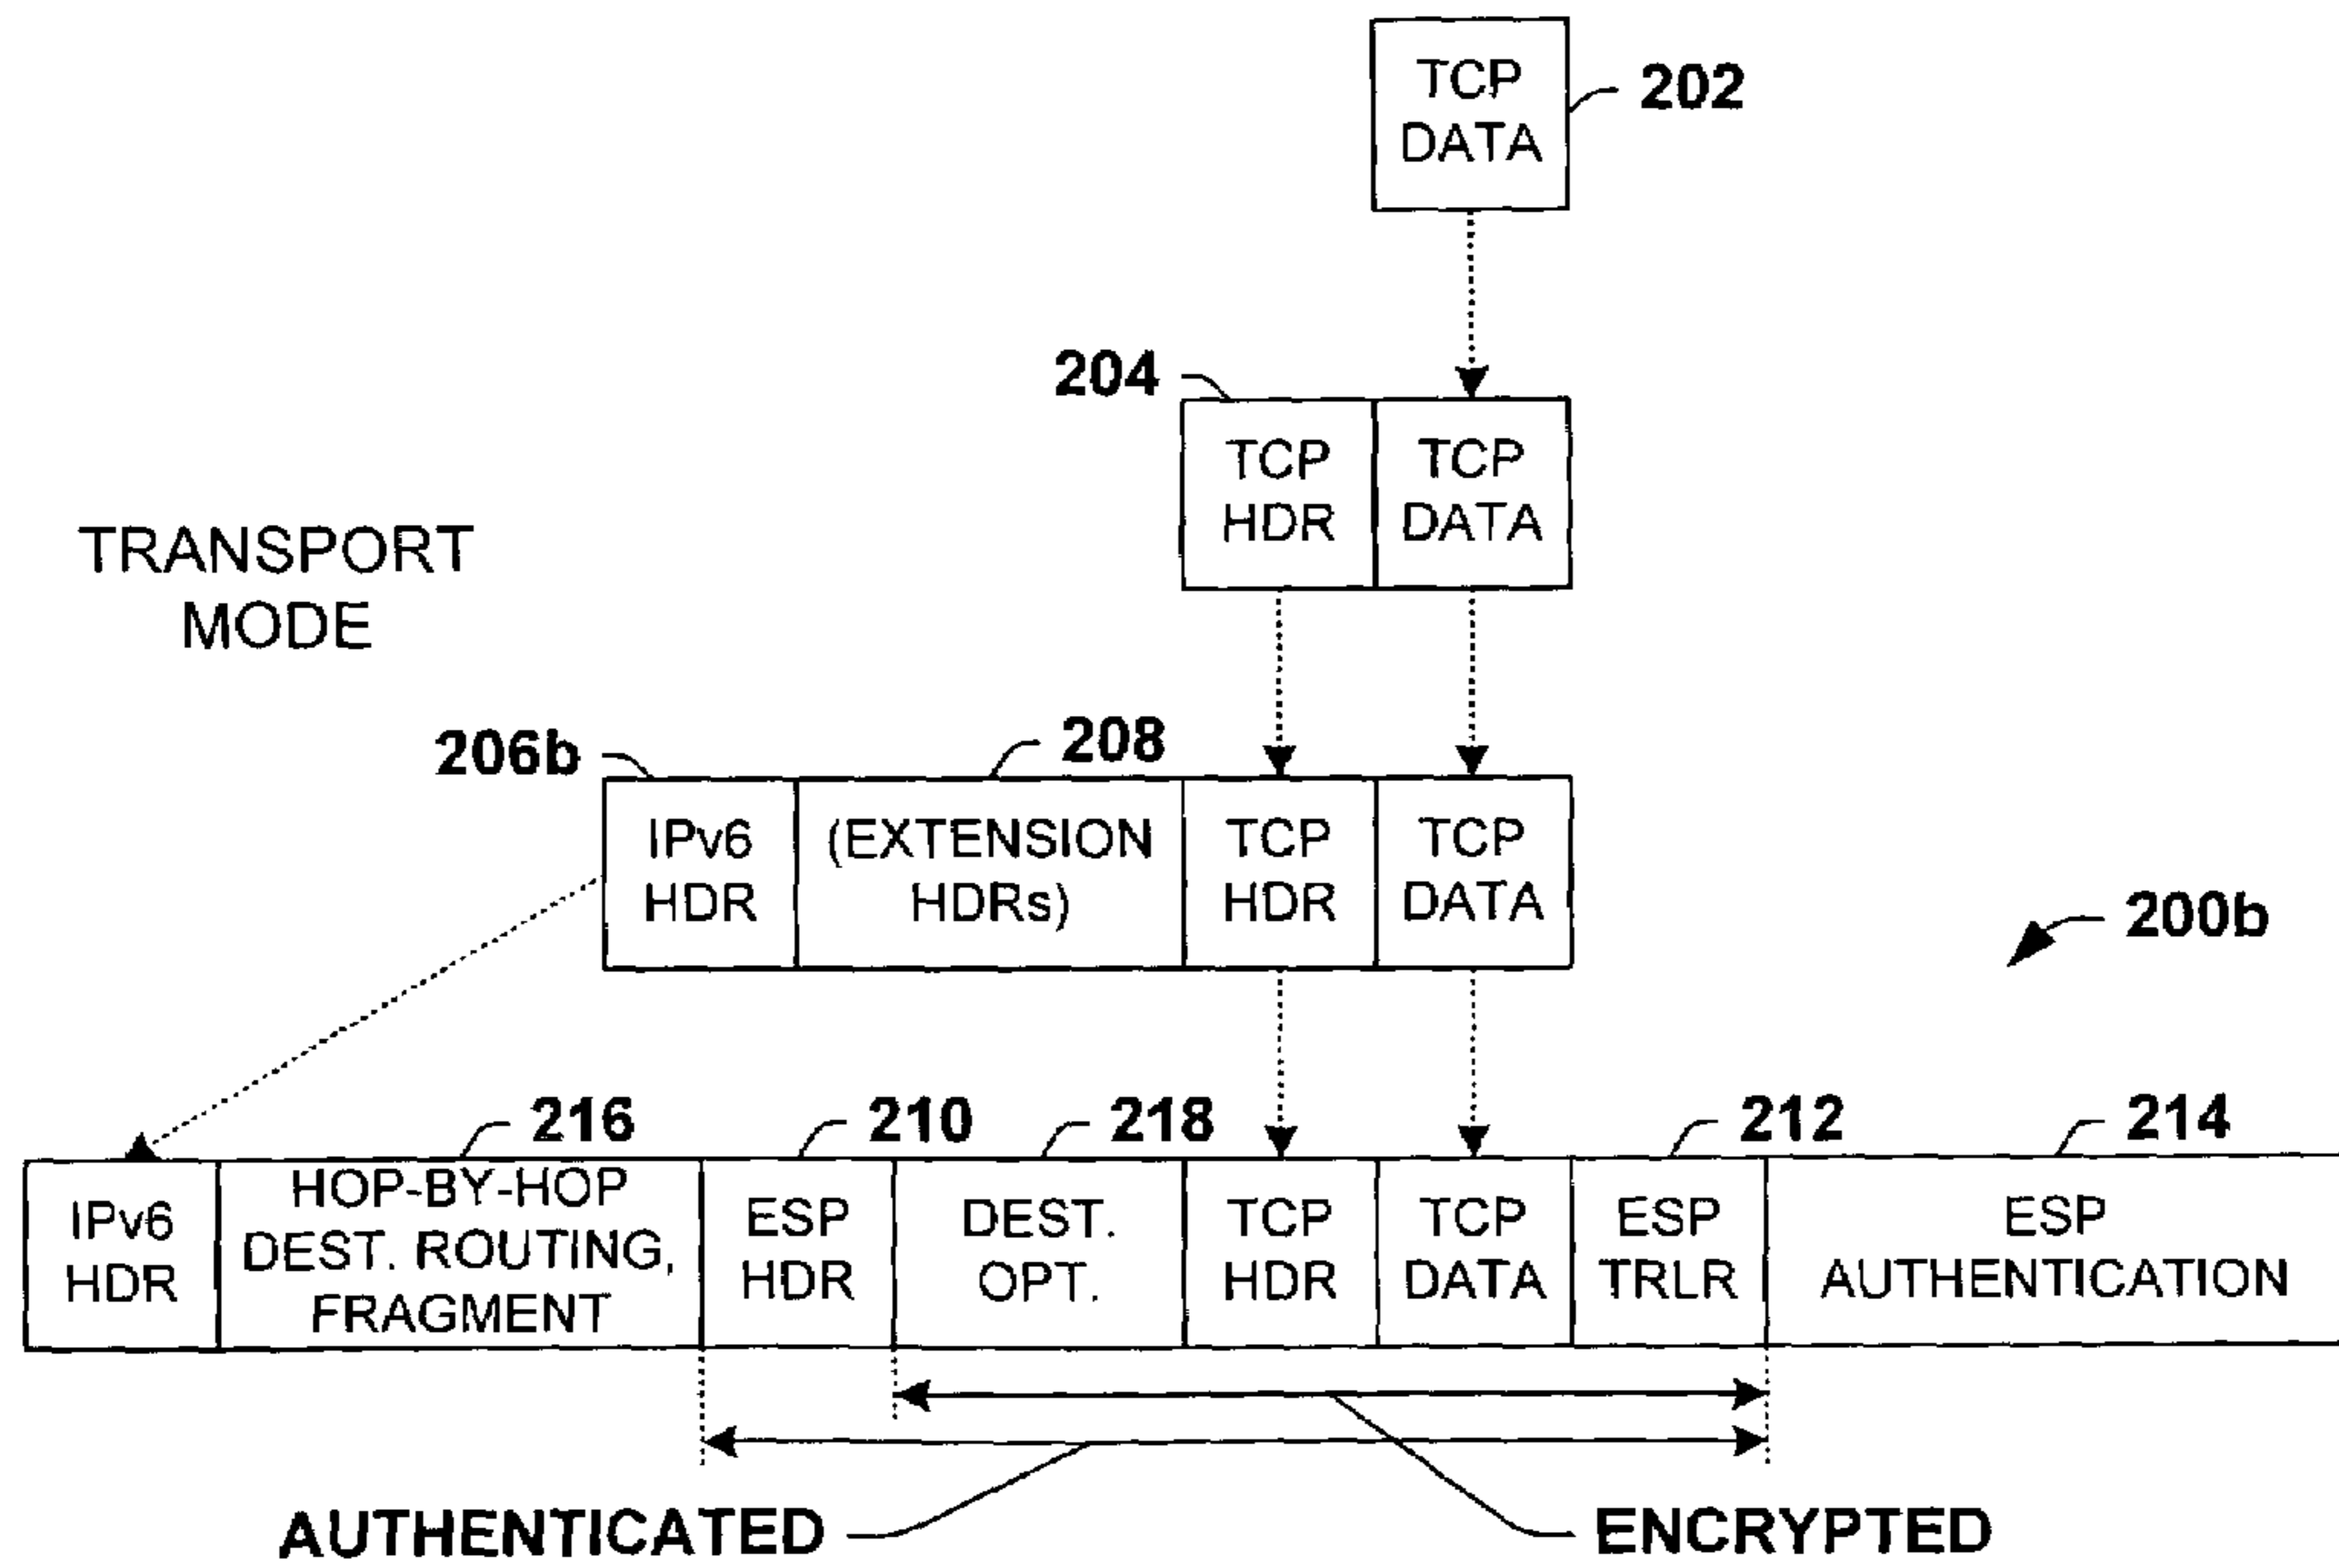 TCP
DATA
202
204
TCP
HDR
TCP
DATA
TRANSPORT
MODE
206b
208
IPv6
HDR
(EXTENSION
HDRs)
TCP
HDR
TCP
DATA
200b
216
210
218
212
214
IPv6
HDR
HOP-BY-HOP
DEST. ROUTING,
FRAGMENT
ESP
HDR
DEST.
OPT.
TCP
HDR
TCP
DATA
ESP
TRLR
ESP
AUTHENTICATION
AUTHENTICATED
ENCRYPTED